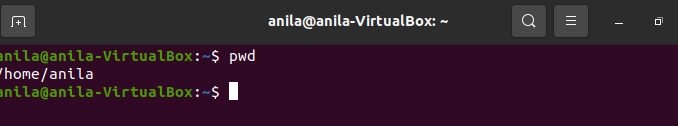 anila@anila-VirtualBox: ~
anila@anila-VirtualBox:~$ pwd
/home/anila
anila@anila-VirtualBox:~$